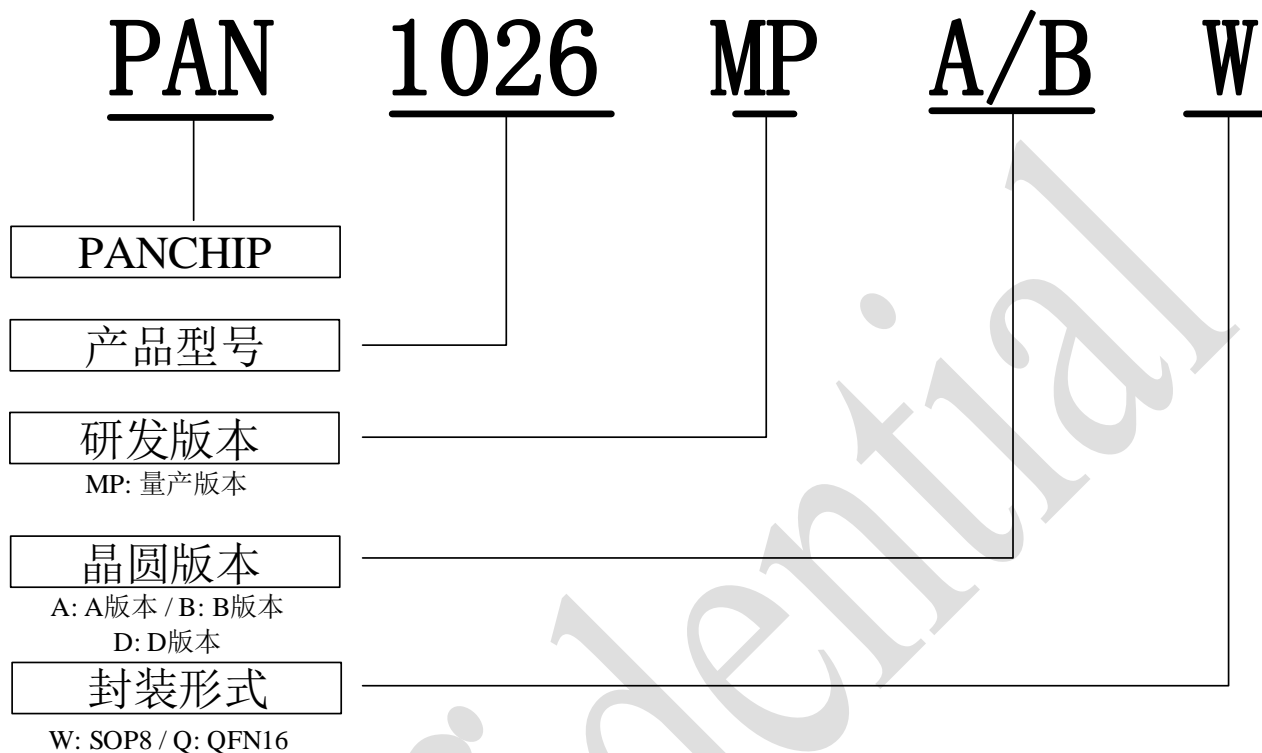 PAN 1026 MP A/B W
PANCHIP
产品型号
研发版本
MP: 量产版本
晶圆版本
A: A版本 / B: B版本
D: D版本
封装形式
W: SOP8 / Q: QFN16